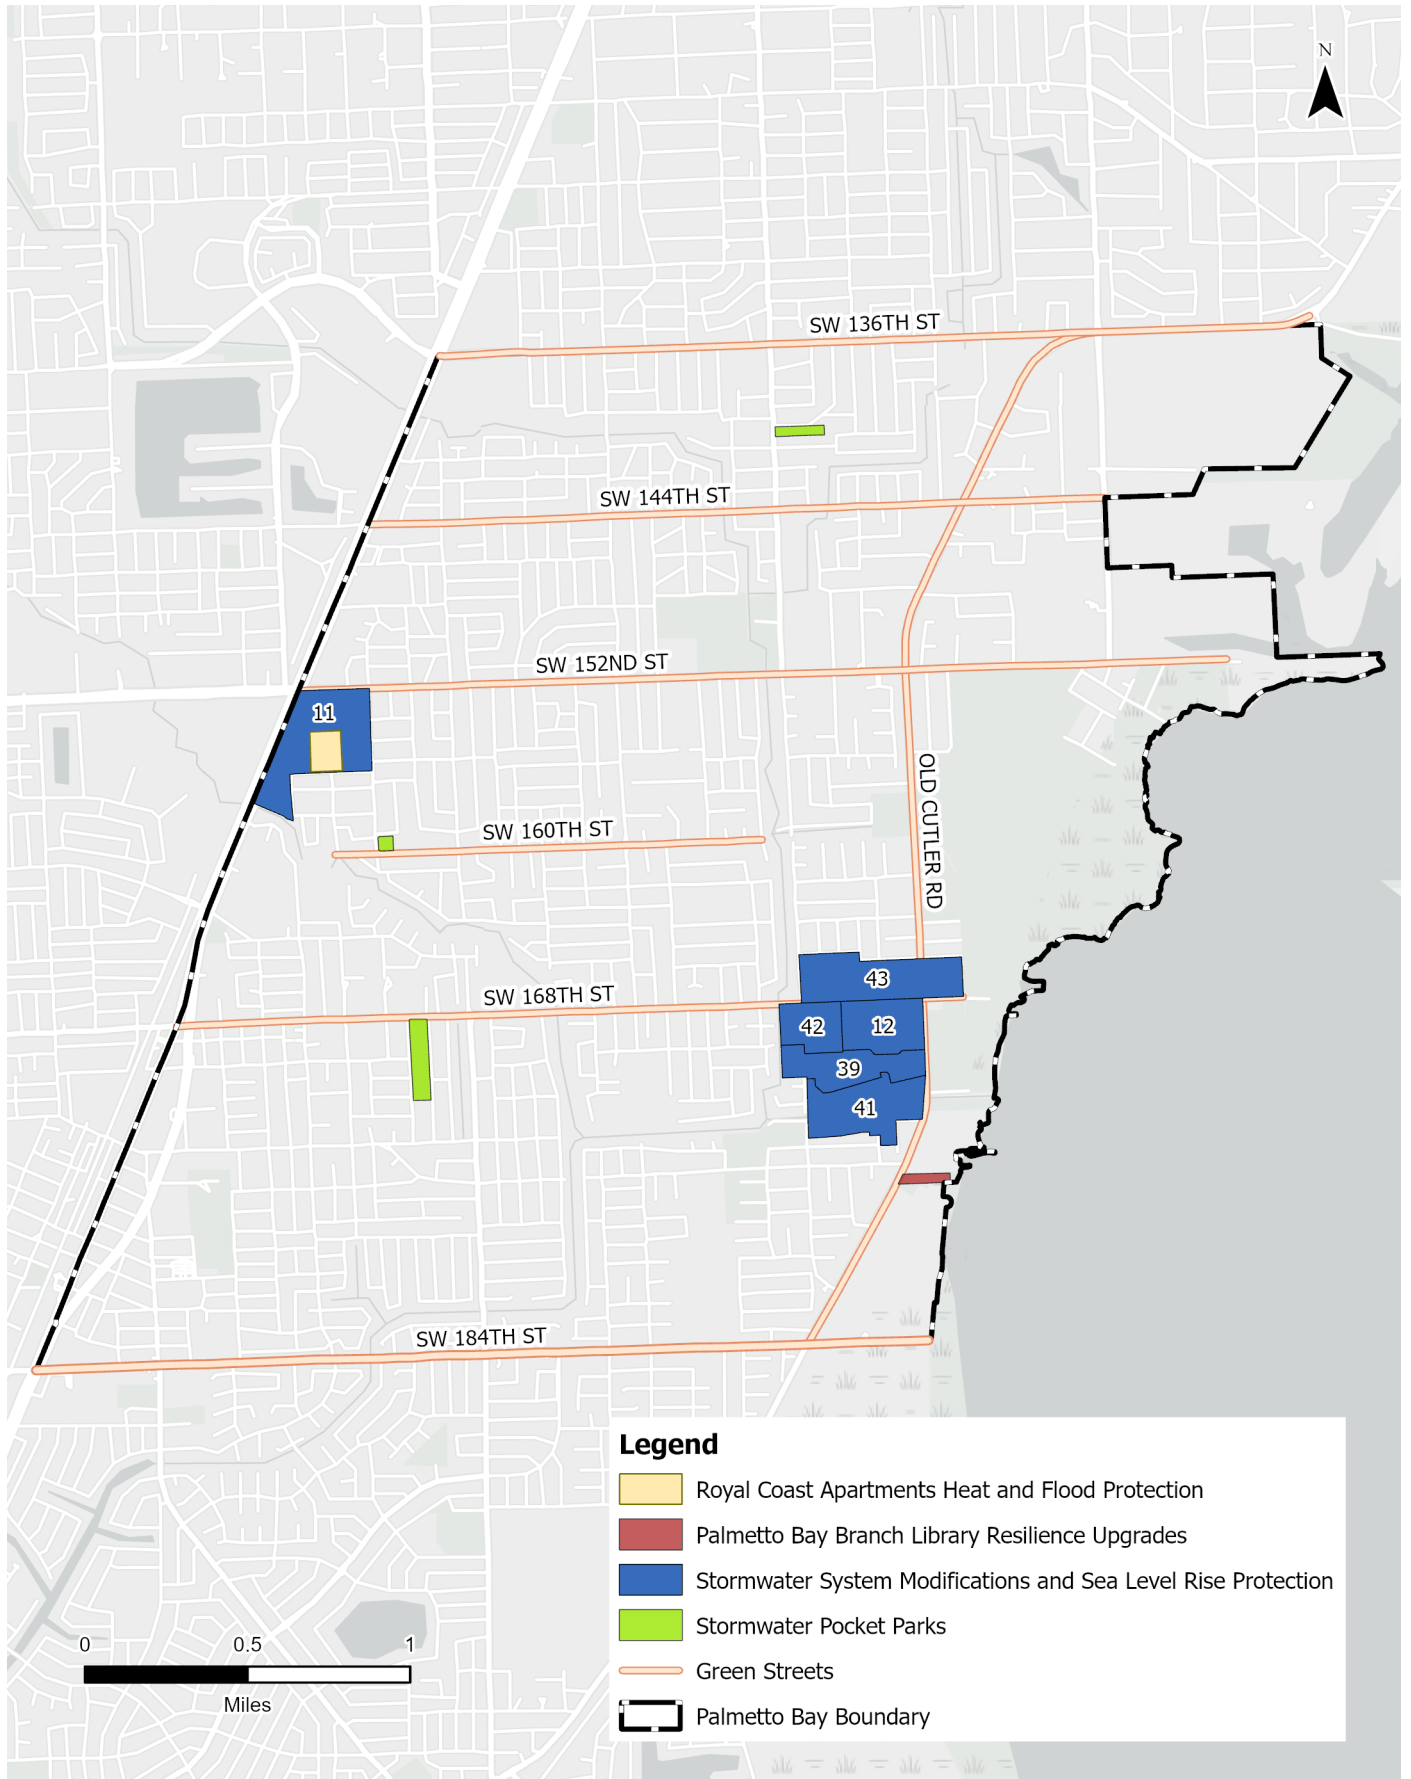 N
SW 136TH ST
SW 144TH ST
SW 152ND ST
11
OLD CUTLER RD
SW 160TH ST
43
SW 168TH ST
42
12
39
41
SW 184TH ST
Legend
Royal Coast Apartments Heat and Flood Protection
Palmetto Bay Branch Library Resilience Upgrades
Stormwater System Modifications and Sea Level Rise Protection
Stormwater Pocket Parks
Green Streets
Palmetto Bay Boundary
0 0.5 1
Miles